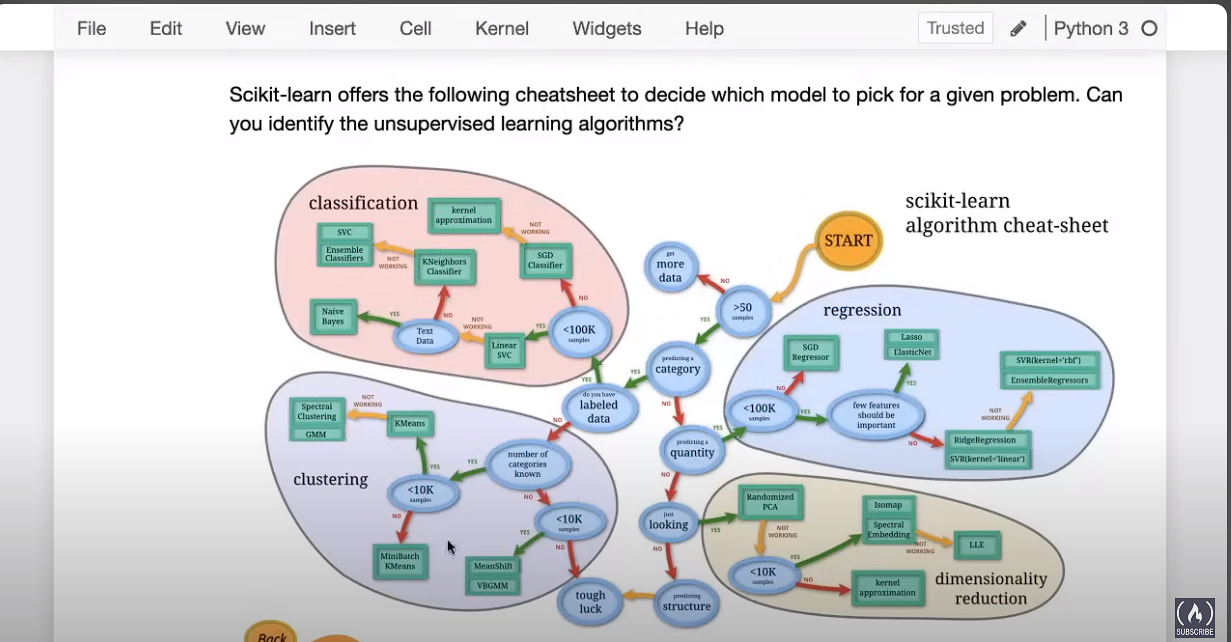 File Edit View Insert Cell Kernel Widgets Help Trusted Python 3
Scikit-learn offers the following cheatsheet to decide which model to pick for a given problem. Can
you identify the unsupervised learning algorithms?
scikit-learn
algorithm cheat-sheet
START
>50
samples
NO
get
more
data
YES
predicting a
category
YES
do you have
labeled
data
YES
classification
<100K
samples
NO
SGD
Classifier
NOT
WORKING
kernel
approximation
YES
Linear
SVC
NOT
WORKING
Text
Data
YES
Naive
Bayes
NO
KNeighbors
Classifier
NOT
WORKING
SVC
Ensemble
Classifiers
NO
clustering
number of
categories
known
YES
<10K
samples
YES
KMeans
NOT
WORKING
Spectral
Clustering
GMM
NO
MiniBatch
KMeans
NO
<10K
samples
YES
MeanShift
VBGMM
NO
tough
luck
NO
predicting a
quantity
YES
regression
<100K
samples
NO
SGD
Regressor
YES
few features
should be
important
YES
Lasso
ElasticNet
NO
RidgeRegression
SVR(kernel='linear')
NOT
WORKING
SVR(kernel='rbf')
EnsembleRegressors
NO
just
looking
YES
Randomized
PCA
NOT
WORKING
<10K
samples
YES
Isomap
Spectral
Embedding
NOT
WORKING
LLE
NO
kernel
approximation
dimensionality
reduction
NO
predicting
structure
Back
SUBSCRIBE